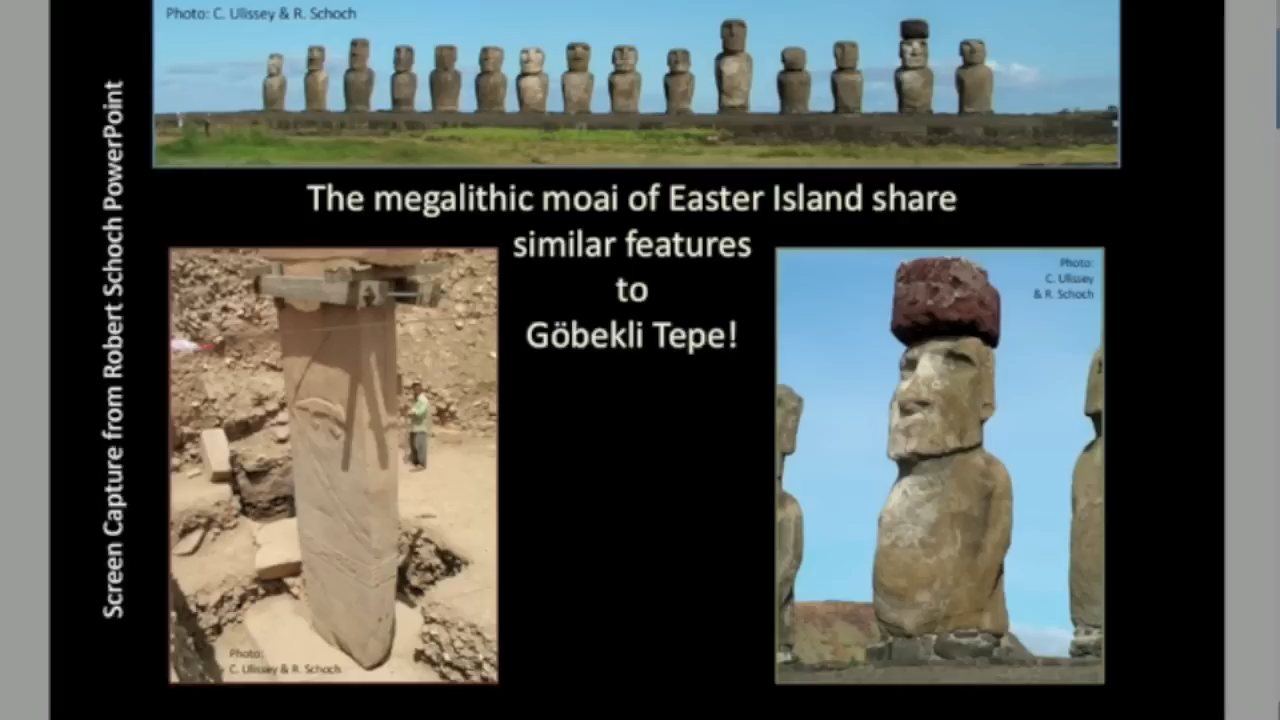 Photo: C. Ulissey & R. Schoch
Screen Capture from Robert Schoch PowerPoint
The megalithic moai of Easter Island share
similar features
to
Göbekli Tepe!
Photo:
C. Ulissey
& R. Schoch
Photo:
C. Ulissey & R. Schoch